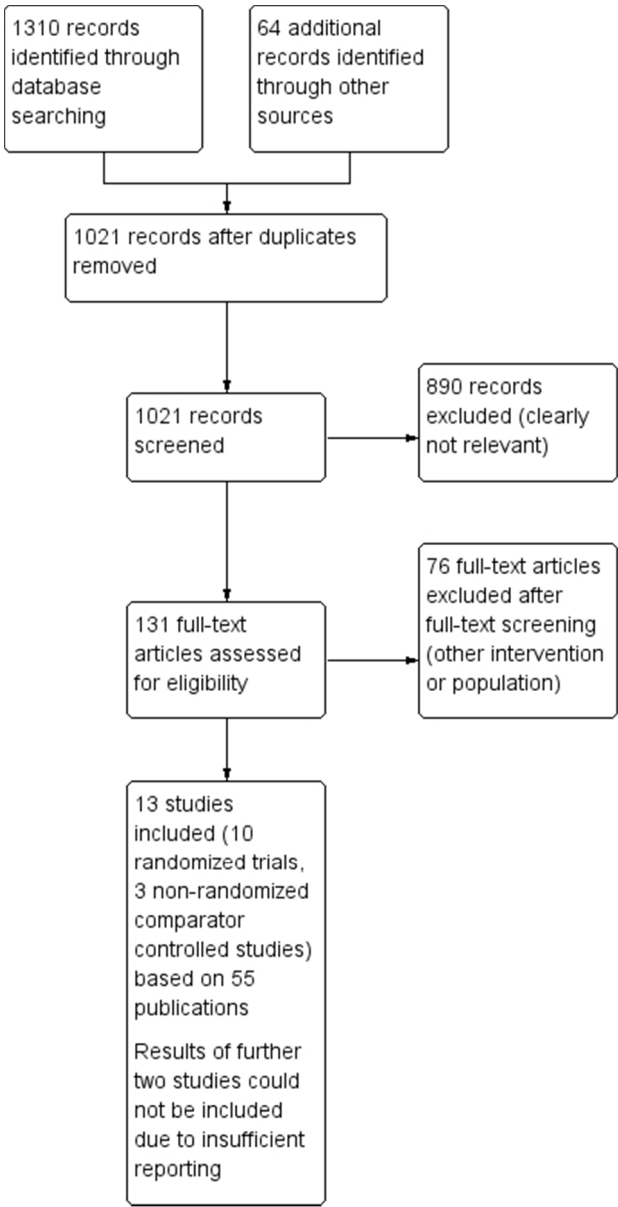 1310 records
identified through
database
searching
64 additional
records identified
through other
sources
1021 records after duplicates
removed
1021 records
screened
890 records
excluded (clearly
not relevant)
131 full-text
articles assessed
for eligibility
76 full-text articles
excluded after
full-text screening
(other intervention
or population)
13 studies
included (10
randomized trials,
3 non-randomized
comparator
controlled studies)
based on 55
publications
Results of further
two studies could
not be included
due to insufficient
reporting